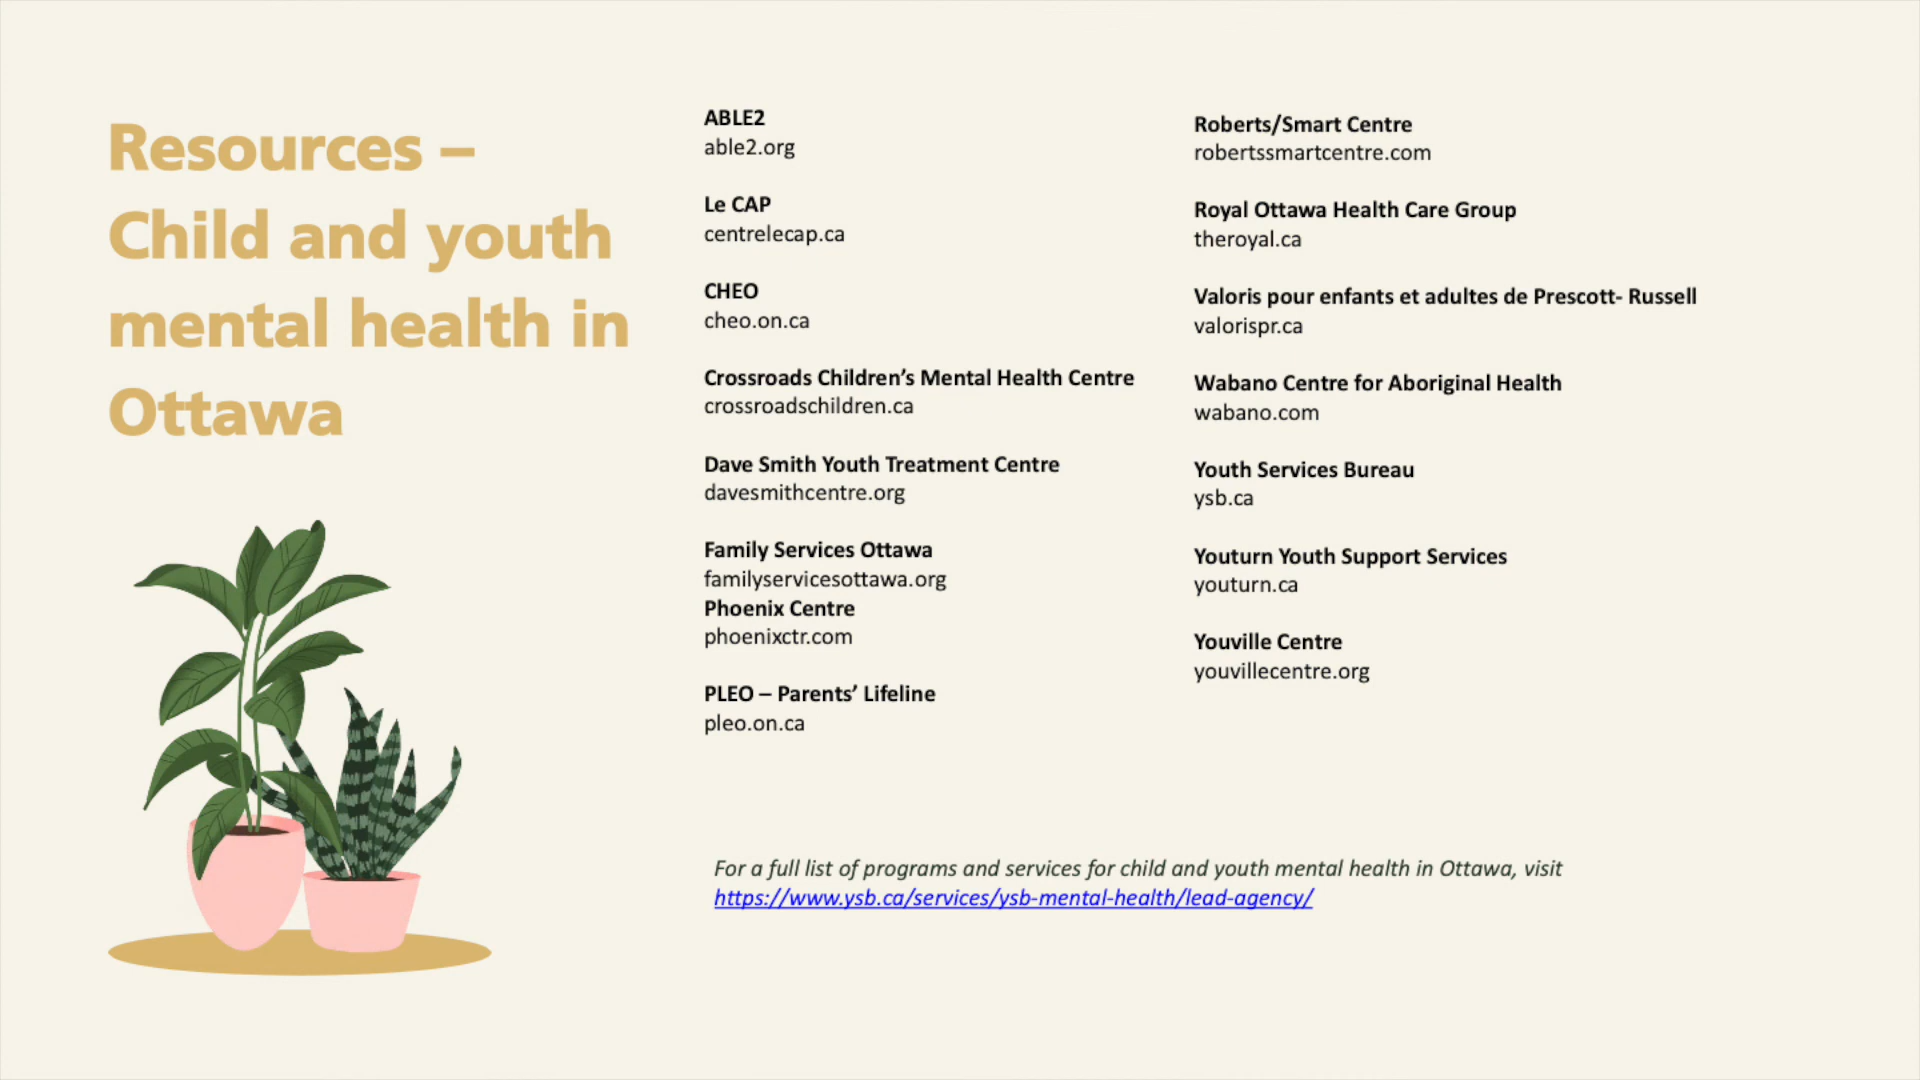 Resources –
Child and youth
mental health in
Ottawa
ABLE2
able2.org
Le CAP
centrelecap.ca
CHEO
cheo.on.ca
Crossroads Children’s Mental Health Centre
crossroadschildren.ca
Dave Smith Youth Treatment Centre
davesmithcentre.org
Family Services Ottawa
familyservicesottawa.org
Phoenix Centre
phoenixctr.com
PLEO – Parents’ Lifeline
pleo.on.ca
Roberts/Smart Centre
robertssmartcentre.com
Royal Ottawa Health Care Group
theroyal.ca
Valoris pour enfants et adultes de Prescott- Russell
valorispr.ca
Wabano Centre for Aboriginal Health
wabano.com
Youth Services Bureau
ysb.ca
Youturn Youth Support Services
youturn.ca
Youville Centre
youvillecentre.org
For a full list of programs and services for child and youth mental health in Ottawa, visit
https://www.ysb.ca/services/ysb-mental-health/lead-agency/